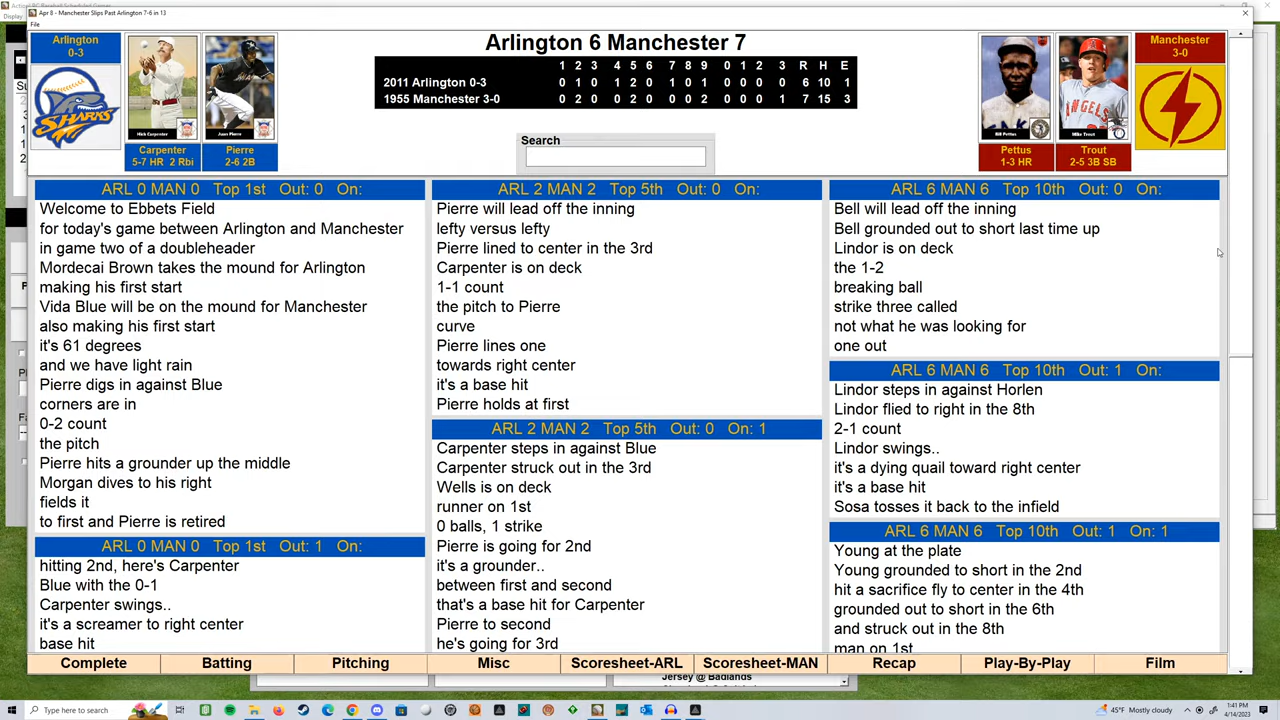 Apr 8 - Manchester Slips Past Arlington 7-6 in 13
File
Arlington
0-3
SHARKS
Carpenter
5-7 HR 2 Rbi
Juan Pierre
Pierre
2-6 2B
Arlington 6 Manchester 7
1 2 3 4 5 6 7 8 9 0 1 2 3 R H E
2011 Arlington 0-3 0 1 0 1 2 0 1 0 1 0 0 0 0 6 10 1
1955 Manchester 3-0 0 2 0 0 2 0 0 0 2 0 0 0 1 7 15 3
Search
Bill Pettus
Pettus
1-3 HR
ANGELS
Mike Trout
Trout
2-5 3B SB
Manchester
3-0
ARL 0 MAN 0 Top 1st Out: 0 On:
Welcome to Ebbets Field
for today's game between Arlington and Manchester
in game two of a doubleheader
Mordecai Brown takes the mound for Arlington
making his first start
Vida Blue will be on the mound for Manchester
also making his first start
it's 61 degrees
and we have light rain
Pierre digs in against Blue
corners are in
0-2 count
the pitch
Pierre hits a grounder up the middle
Morgan dives to his right
fields it
to first and Pierre is retired
ARL 0 MAN 0 Top 1st Out: 1 On:
hitting 2nd, here's Carpenter
Blue with the 0-1
Carpenter swings..
it's a screamer to right center
base hit
ARL 2 MAN 2 Top 5th Out: 0 On:
Pierre will lead off the inning
lefty versus lefty
Pierre lined to center in the 3rd
Carpenter is on deck
1-1 count
the pitch to Pierre
curve
Pierre lines one
towards right center
it's a base hit
Pierre holds at first
ARL 2 MAN 2 Top 5th Out: 0 On: 1
Carpenter steps in against Blue
Carpenter struck out in the 3rd
Wells is on deck
runner on 1st
0 balls, 1 strike
Pierre is going for 2nd
it's a grounder..
between first and second
that's a base hit for Carpenter
Pierre to second
he's going for 3rd
ARL 6 MAN 6 Top 10th Out: 0 On:
Bell will lead off the inning
Bell grounded out to short last time up
Lindor is on deck
the 1-2
breaking ball
strike three called
not what he was looking for
one out
ARL 6 MAN 6 Top 10th Out: 1 On:
Lindor steps in against Horlen
Lindor flied to right in the 8th
2-1 count
Lindor swings..
it's a dying quail toward right center
it's a base hit
Sosa tosses it back to the infield
ARL 6 MAN 6 Top 10th Out: 1 On: 1
Young at the plate
Young grounded to short in the 2nd
hit a sacrifice fly to center in the 4th
grounded out to short in the 6th
and struck out in the 8th
man on 1st
Complete Batting Pitching Misc Scoresheet-ARL Scoresheet-MAN Recap Play-By-Play Film
Jersey @ Badlands
Type here to search
45°F Mostly cloudy
1:41 PM
4/14/2023